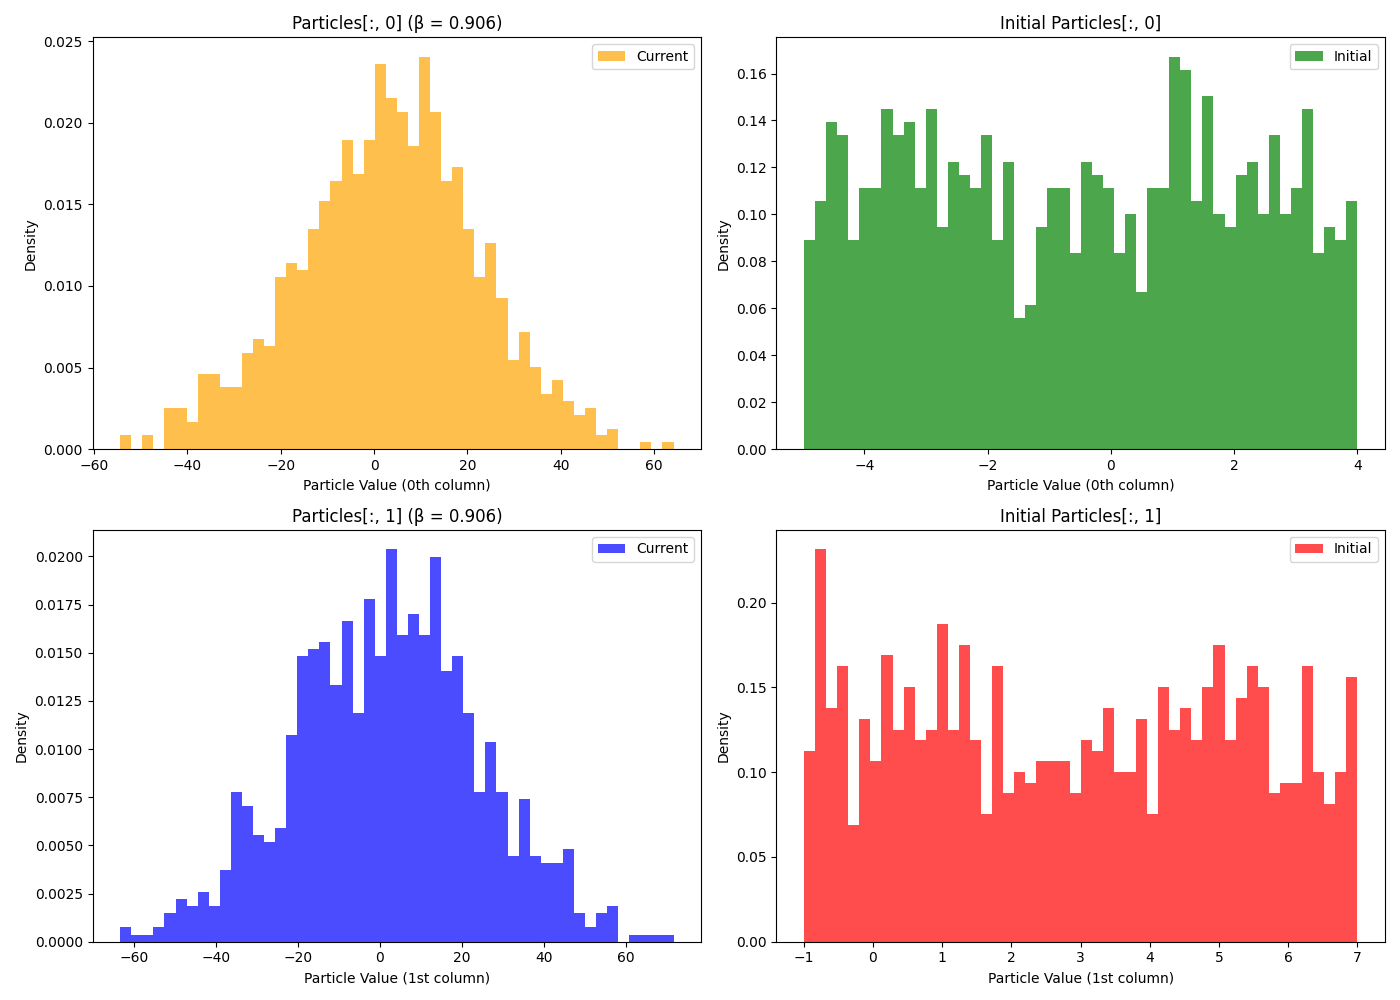 Particles[:, 0] (β = 0.906)
Current
Density
0.025
0.020
0.015
0.010
0.005
0.000
−60 −40 −20 0 20 40 60
Particle Value (0th column)
Initial Particles[:, 0]
Initial
Density
0.16
0.14
0.12
0.10
0.08
0.06
0.04
0.02
0.00
−4 −2 0 2 4
Particle Value (0th column)
Particles[:, 1] (β = 0.906)
Current
Density
0.0200
0.0175
0.0150
0.0125
0.0100
0.0075
0.0050
0.0025
0.0000
−60 −40 −20 0 20 40 60
Particle Value (1st column)
Initial Particles[:, 1]
Initial
Density
0.20
0.15
0.10
0.05
0.00
−1 0 1 2 3 4 5 6 7
Particle Value (1st column)